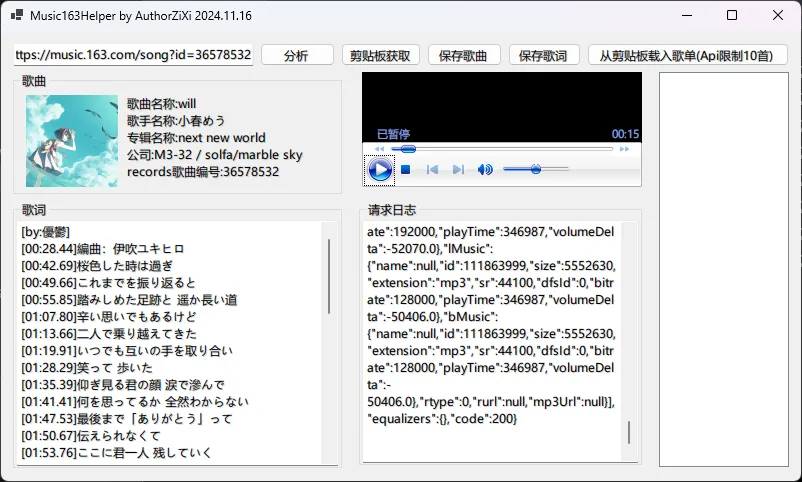 Music163Helper by AuthorZiXi 2024.11.16
ttps://music.163.com/song?id=36578532
分析
剪贴板获取
保存歌曲
保存歌词
从剪贴板载入歌单(Api限制10首)
歌曲
歌曲名称:will
歌手名称:小春めう
专辑名称:next new world
公司:M3-32 / solfa/marble sky
records歌曲编号:36578532
已暂停
00:15
歌词
[by:優鬱]
[00:28.44]編曲：伊吹ユキヒロ
[00:42.69]桜色した時は過ぎ
[00:49.66]これまでを振り返ると
[00:55.85]踏みしめた足跡と 遥か長い道
[01:07.80]辛い思いでもあるけど
[01:13.66]二人で乗り越えてきた
[01:19.91]いつでも互いの手を取り合い
[01:28.29]笑って 歩いた
[01:35.39]仰ぎ見る君の顔 涙で滲んで
[01:41.41]何を思ってるか 全然わからない
[01:47.53]最後まで「ありがとう」って
[01:50.67]伝えられなくて
[01:53.76]ここに君一人 残していく
请求日志
ate":192000,"playTime":346987,"volumeDel
ta":-52070.0},"lMusic":
{"name":null,"id":111863999,"size":5552630,
"extension":"mp3","sr":44100,"dfsId":0,"bitr
ate":128000,"playTime":346987,"volumeDel
ta":-50406.0},"bMusic":
{"name":null,"id":111863999,"size":5552630,
"extension":"mp3","sr":44100,"dfsId":0,"bitr
ate":128000,"playTime":346987,"volumeDel
ta":-
50406.0},"rtype":0,"rurl":null,"mp3Url":null}],
"equalizers":{},"code":200}